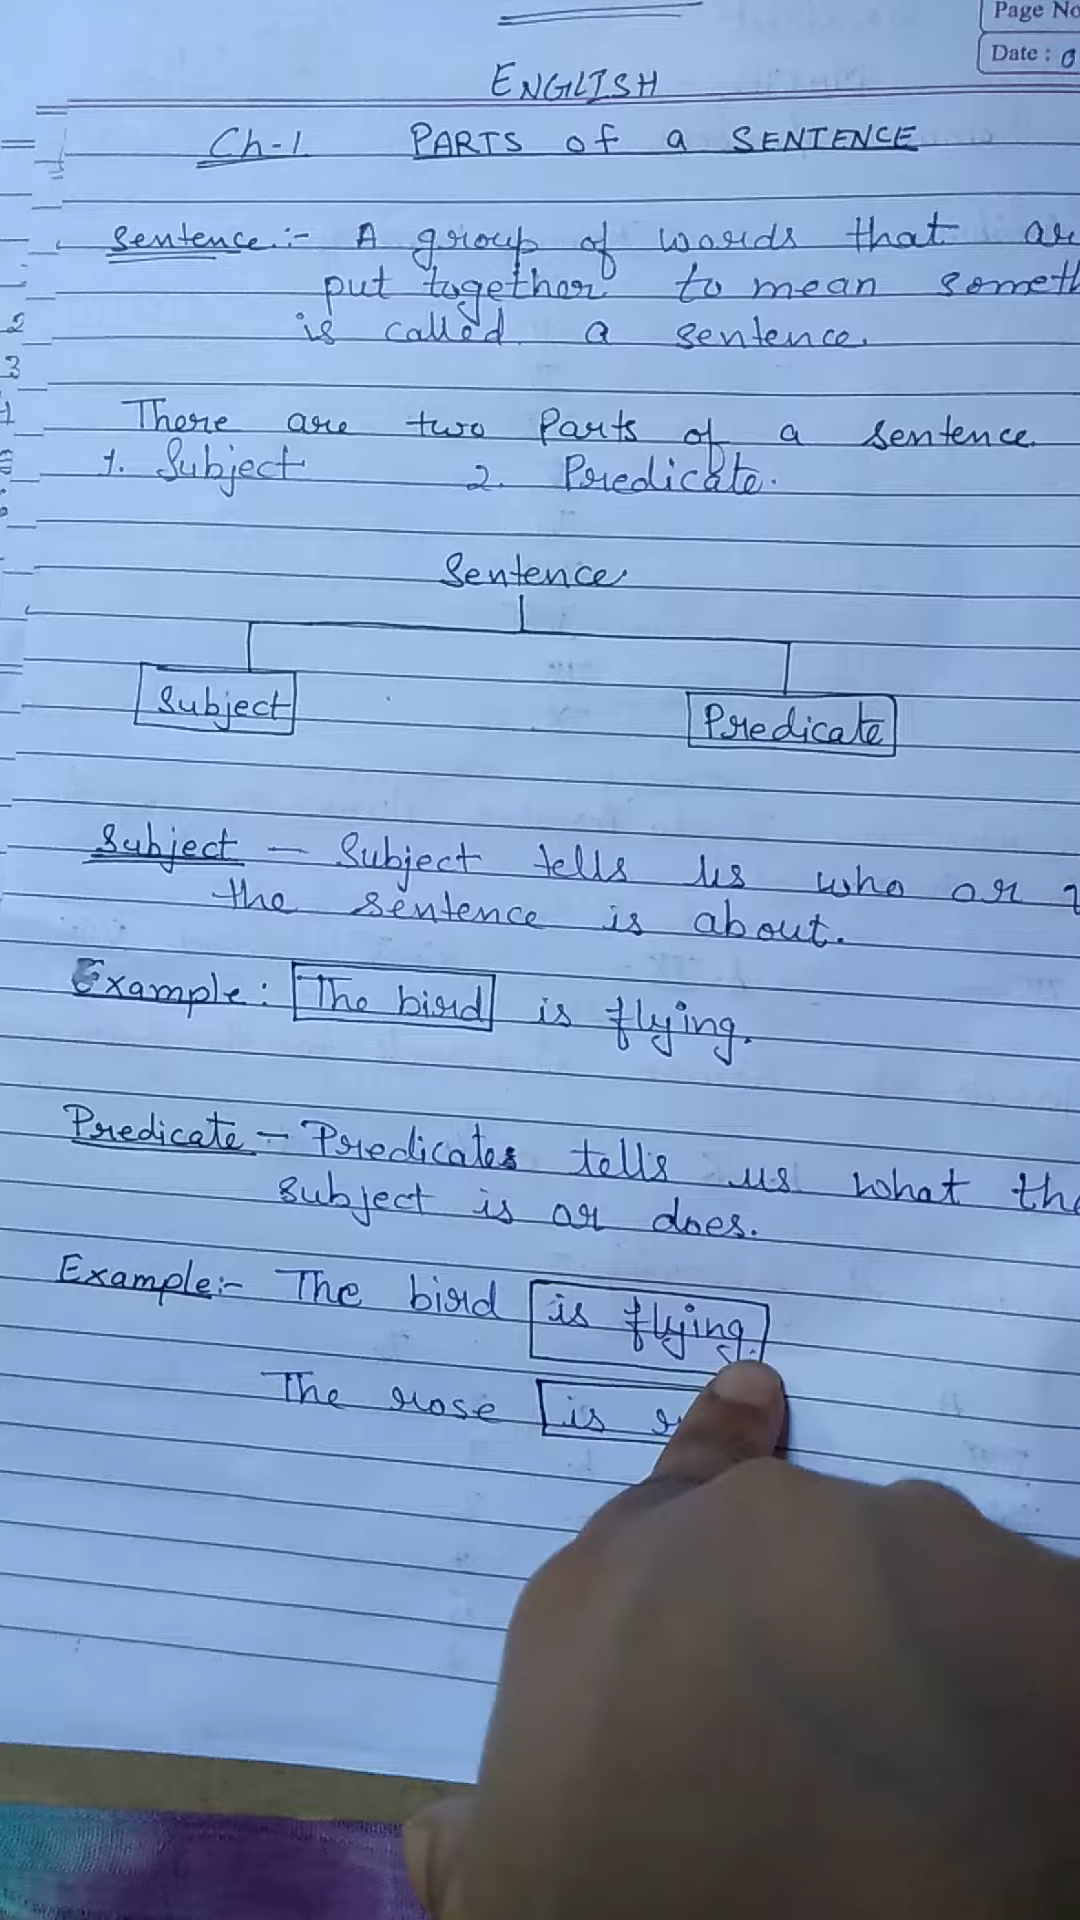 Page No
Date : 0
ENGLISH
Ch-1 PARTS of a SENTENCE
Sentence :- A group of words that
put together to mean
is called a sentence.
2
3
There are two Parts of a sentence.
1. Subject 2. Predicate.
Sentence
Subject
Predicate
Subject – Subject tells us who or
the sentence is about.
Example : The bird is flying.
Predicate – Predicates tells us what the
subject is or does.
Example:- The bird is flying.
The rose is